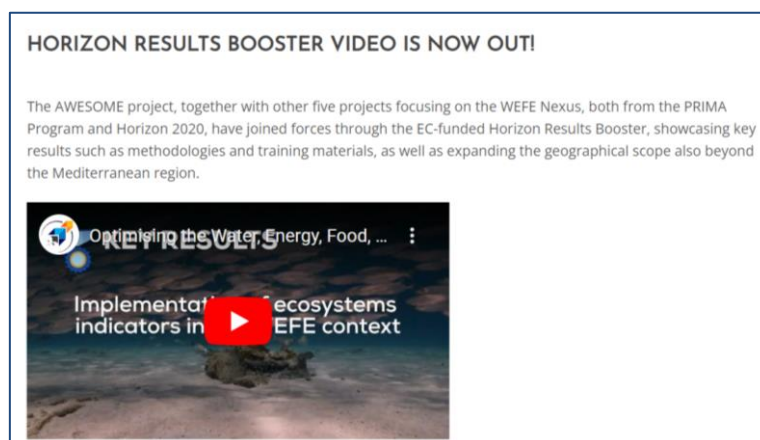 HORIZON RESULTS BOOSTER VIDEO IS NOW OUT!
The AWESOME project, together with other five projects focusing on the WEFE Nexus, both from the PRIMA
Program and Horizon 2020, have joined forces through the EC-funded Horizon Results Booster, showcasing key
results such as methodologies and training materials, as well as expanding the geographical scope also beyond
the Mediterranean region.
Optimising the Water, Energy, Food, ...
KEY RESULTS
ecosystems
indicators in EFE context